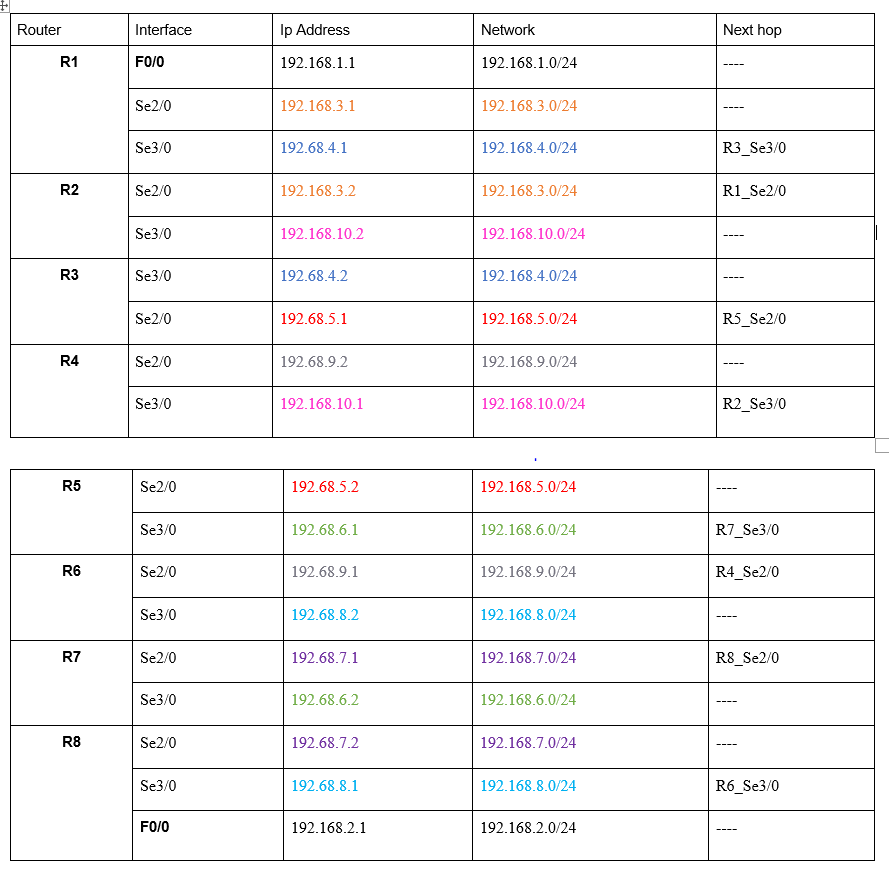 Router Interface Ip Address Network Next hop
R1 F0/0 192.168.1.1 192.168.1.0/24 ----
Se2/0 192.168.3.1 192.168.3.0/24 ----
Se3/0 192.68.4.1 192.168.4.0/24 R3_Se3/0
R2 Se2/0 192.168.3.2 192.168.3.0/24 R1_Se2/0
Se3/0 192.168.10.2 192.168.10.0/24 ----
R3 Se3/0 192.68.4.2 192.168.4.0/24 ----
Se2/0 192.68.5.1 192.168.5.0/24 R5_Se2/0
R4 Se2/0 192.68.9.2 192.168.9.0/24 ----
Se3/0 192.168.10.1 192.168.10.0/24 R2_Se3/0
R5 Se2/0 192.68.5.2 192.168.5.0/24 ----
Se3/0 192.68.6.1 192.168.6.0/24 R7_Se3/0
R6 Se2/0 192.68.9.1 192.168.9.0/24 R4_Se2/0
Se3/0 192.68.8.2 192.168.8.0/24 ----
R7 Se2/0 192.68.7.1 192.168.7.0/24 R8_Se2/0
Se3/0 192.68.6.2 192.168.6.0/24 ----
R8 Se2/0 192.68.7.2 192.168.7.0/24 ----
Se3/0 192.68.8.1 192.168.8.0/24 R6_Se3/0
F0/0 192.168.2.1 192.168.2.0/24 ----